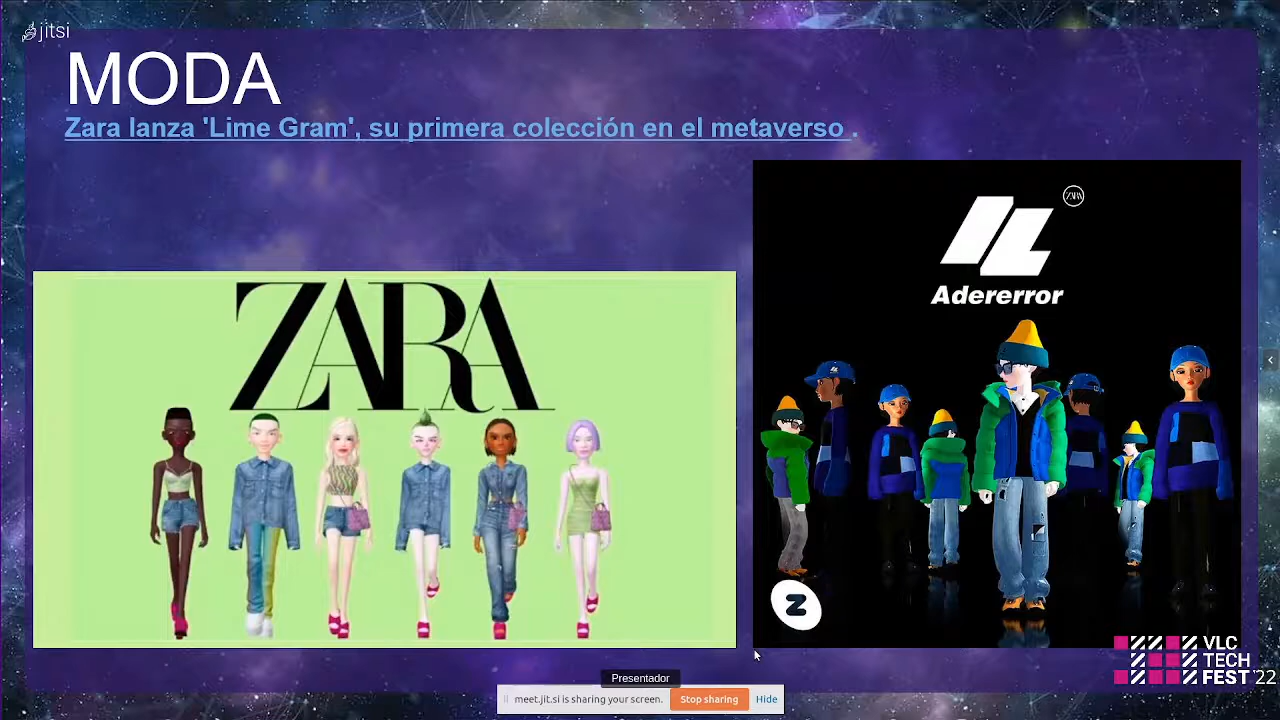 jitsi
MODA
Zara lanza 'Lime Gram', su primera colección en el metaverso .
ZARA
ZARA
Adererror
Z
VLC
TECH
FEST '22
Presentador
meet.jit.si is sharing your screen.
Stop sharing
Hide